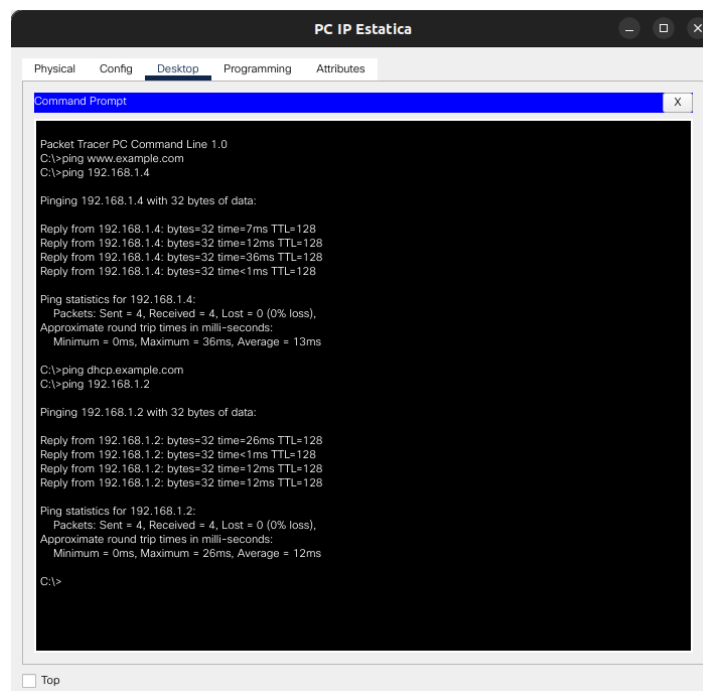 PC IP Estatica
Physical Config Desktop Programming Attributes
Command Prompt X
Packet Tracer PC Command Line 1.0
C:\>ping www.example.com
C:\>ping 192.168.1.4
Pinging 192.168.1.4 with 32 bytes of data:
Reply from 192.168.1.4: bytes=32 time=7ms TTL=128
Reply from 192.168.1.4: bytes=32 time=12ms TTL=128
Reply from 192.168.1.4: bytes=32 time=36ms TTL=128
Reply from 192.168.1.4: bytes=32 time<1ms TTL=128
Ping statistics for 192.168.1.4:
Packets: Sent = 4, Received = 4, Lost = 0 (0% loss),
Approximate round trip times in milli-seconds:
Minimum = 0ms, Maximum = 36ms, Average = 13ms
C:\>ping dhcp.example.com
C:\>ping 192.168.1.2
Pinging 192.168.1.2 with 32 bytes of data:
Reply from 192.168.1.2: bytes=32 time=26ms TTL=128
Reply from 192.168.1.2: bytes=32 time<1ms TTL=128
Reply from 192.168.1.2: bytes=32 time=12ms TTL=128
Reply from 192.168.1.2: bytes=32 time=12ms TTL=128
Ping statistics for 192.168.1.2:
Packets: Sent = 4, Received = 4, Lost = 0 (0% loss),
Approximate round trip times in milli-seconds:
Minimum = 0ms, Maximum = 26ms, Average = 12ms
C:\>
Top